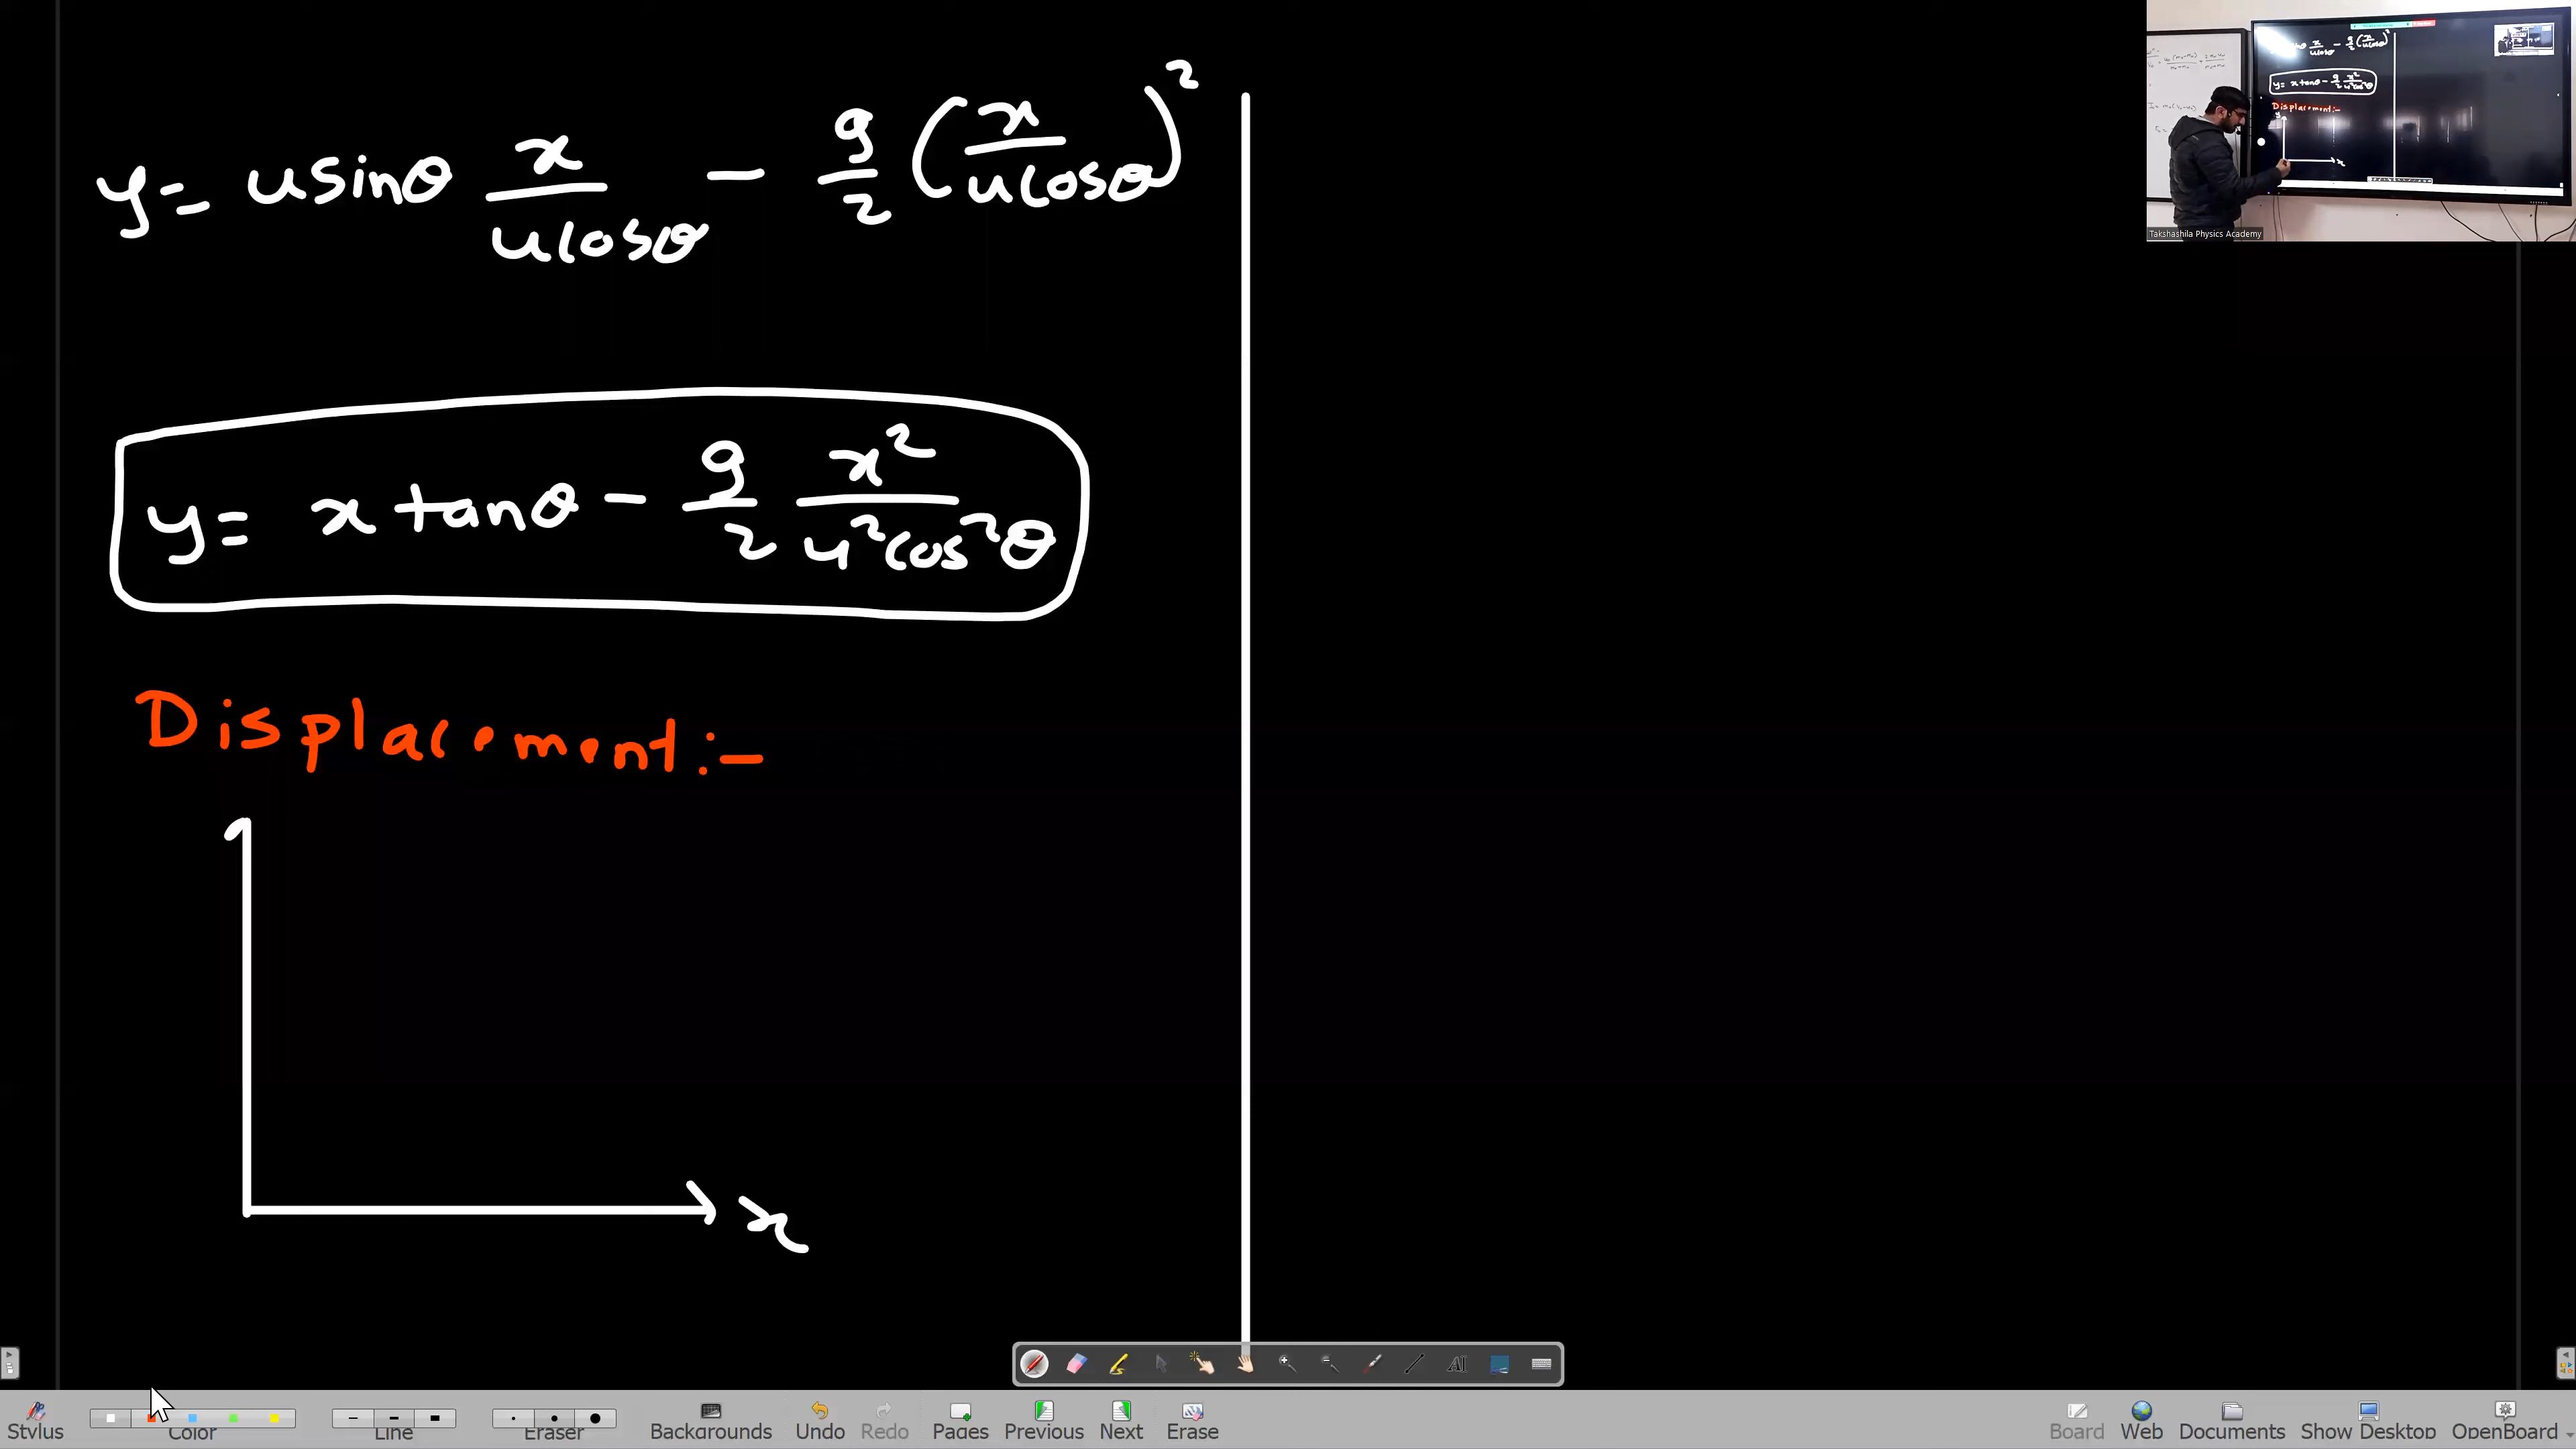 y= usinθ x/ucosθ - g/2 (x/ucosθ)²
y= x tanθ - g/2 x²/u²cos²θ
Displacement:-
x
Takshashila Physics Academy
Stylus Color Line Eraser Backgrounds Undo Redo Pages Previous Next Erase Board Web Documents Show Desktop OpenBoard